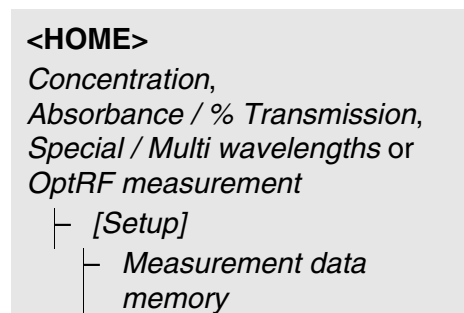 <HOME>
Concentration,
Absorbance / % Transmission,
Special / Multi wavelengths or
OptRF measurement
– [Setup]
– Measurement data
memory